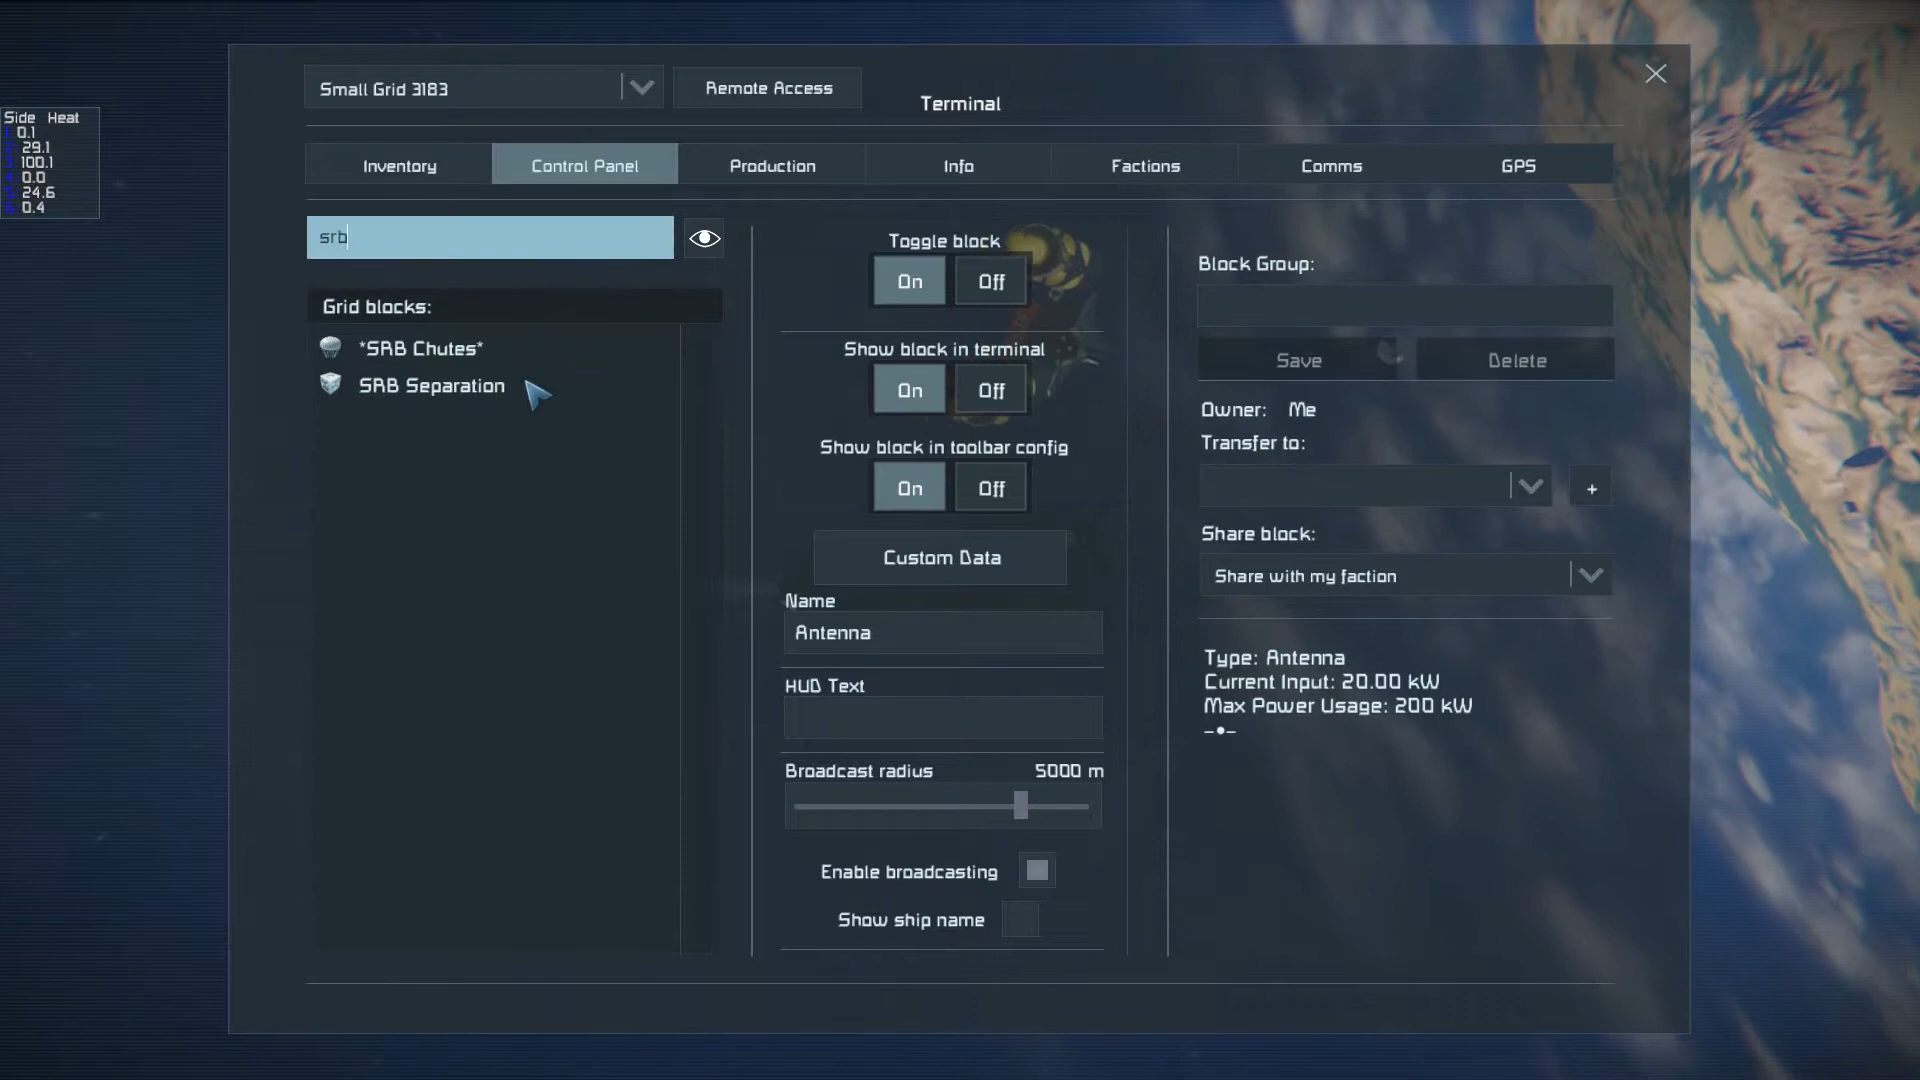 Small Grid 3183
Remote Access
Terminal
Side Heat
0.1
29.1
100.1
0.0
24.6
0.4
Inventory
Control Panel
Production
Info
Factions
Comms
GPS
srb
Grid blocks:
*SRB Chutes*
SRB Separation
Toggle block
On
Off
Show block in terminal
On
Off
Show block in toolbar config
On
Off
Custom Data
Name
Antenna
HUD Text
Broadcast radius 5000 m
Enable broadcasting
Show ship name
Block Group:
Save
Delete
Owner: Me
Transfer to:
+
Share block:
Share with my faction
Type: Antenna
Current Input: 20.00 kW
Max Power Usage: 200 kW
-•-